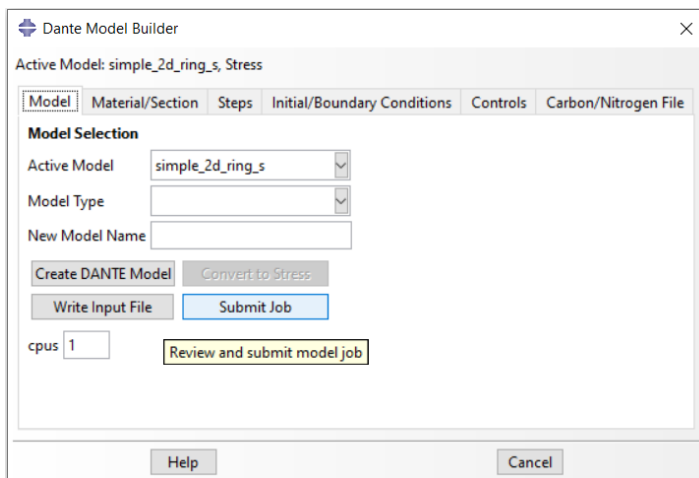 Dante Model Builder
Active Model: simple_2d_ring_s, Stress
Model Material/Section Steps Initial/Boundary Conditions Controls Carbon/Nitrogen File
Model Selection
Active Model simple_2d_ring_s
Model Type
New Model Name
Create DANTE Model Convert to Stress
Write Input File Submit Job
cpus 1
Review and submit model job
Help Cancel